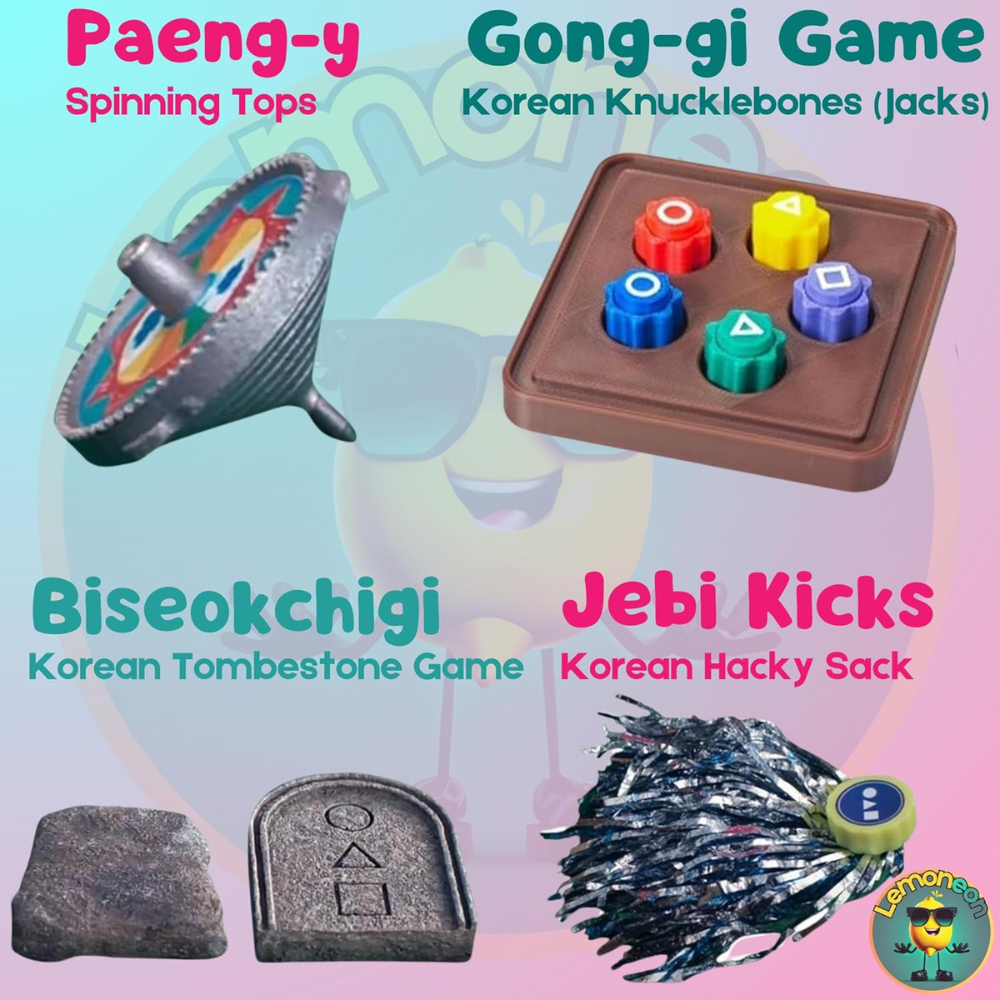 Paeng-y
Spinning Tops
Gong-gi Game
Korean Knucklebones (Jacks)
Biseokchigi
Korean Tombestone Game
Jebi Kicks
Korean Hacky Sack
Lemoneon
Lemoneon